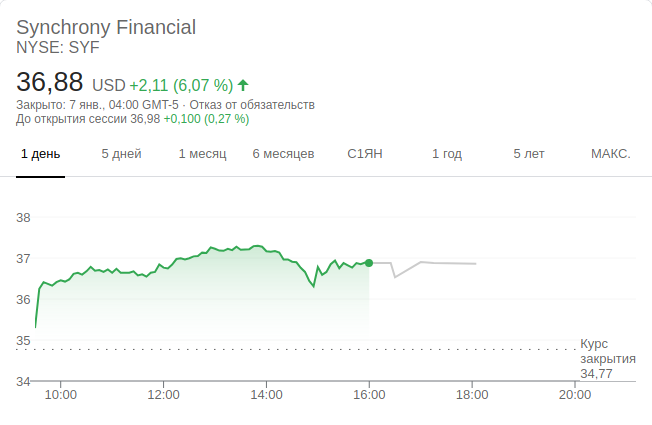 Synchrony Financial
NYSE: SYF
36,88 USD +2,11 (6,07 %)
Закрыто: 7 янв., 04:00 GMT-5 · Отказ от обязательств
До открытия сессии 36,98 +0,100 (0,27 %)
1 день 5 дней 1 месяц 6 месяцев С1ЯН 1 год 5 лет МАКС.
38
37
36
35
Курс
закрытия
34,77
34
10:00 12:00 14:00 16:00 18:00 20:00